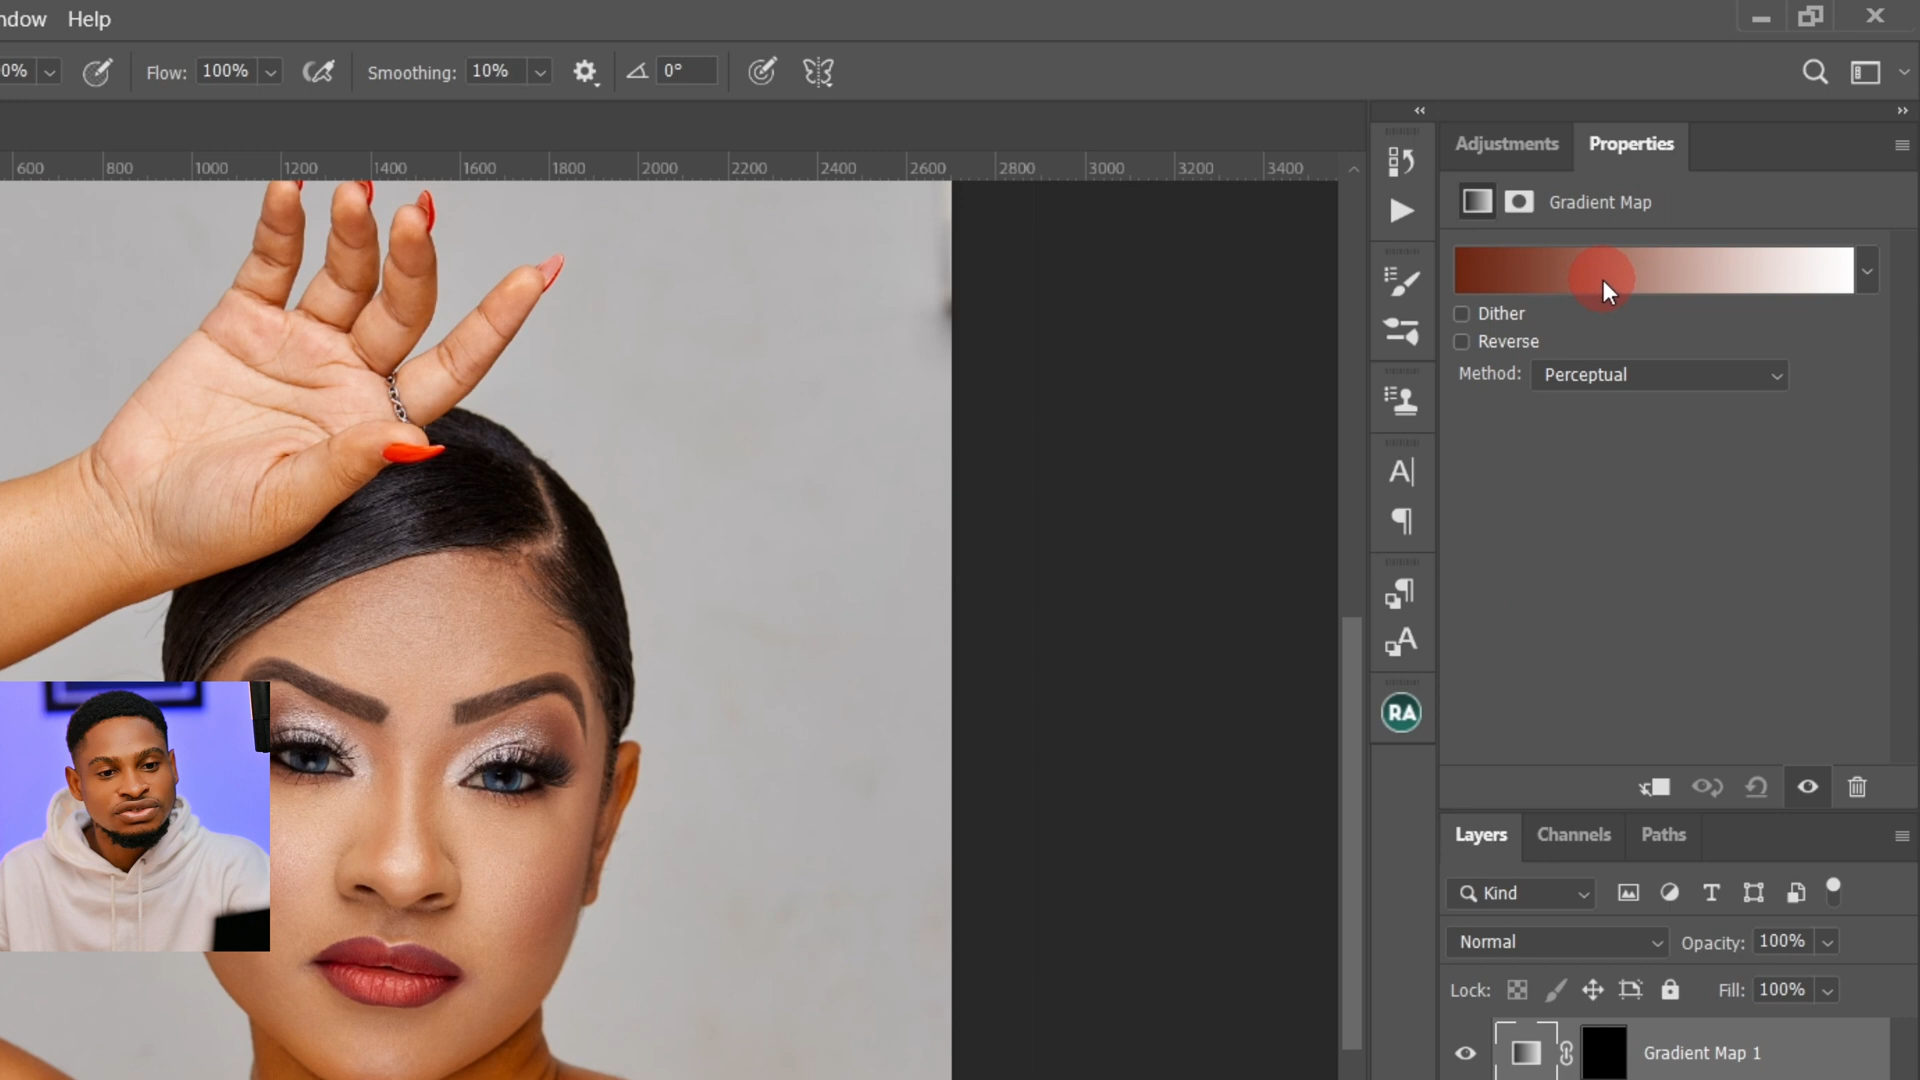 ndow Help
0% Flow: 100% Smoothing: 10% 0°
600 800 1000 1200 1400 1600 1800 2000 2200 2400 2600 2800 3000 3200 3400
Adjustments Properties
Gradient Map
Dither
Reverse
Method: Perceptual
A
RA
A
Layers Channels Paths
Kind T
Normal Opacity: 100%
Lock: Fill: 100%
Gradient Map 1